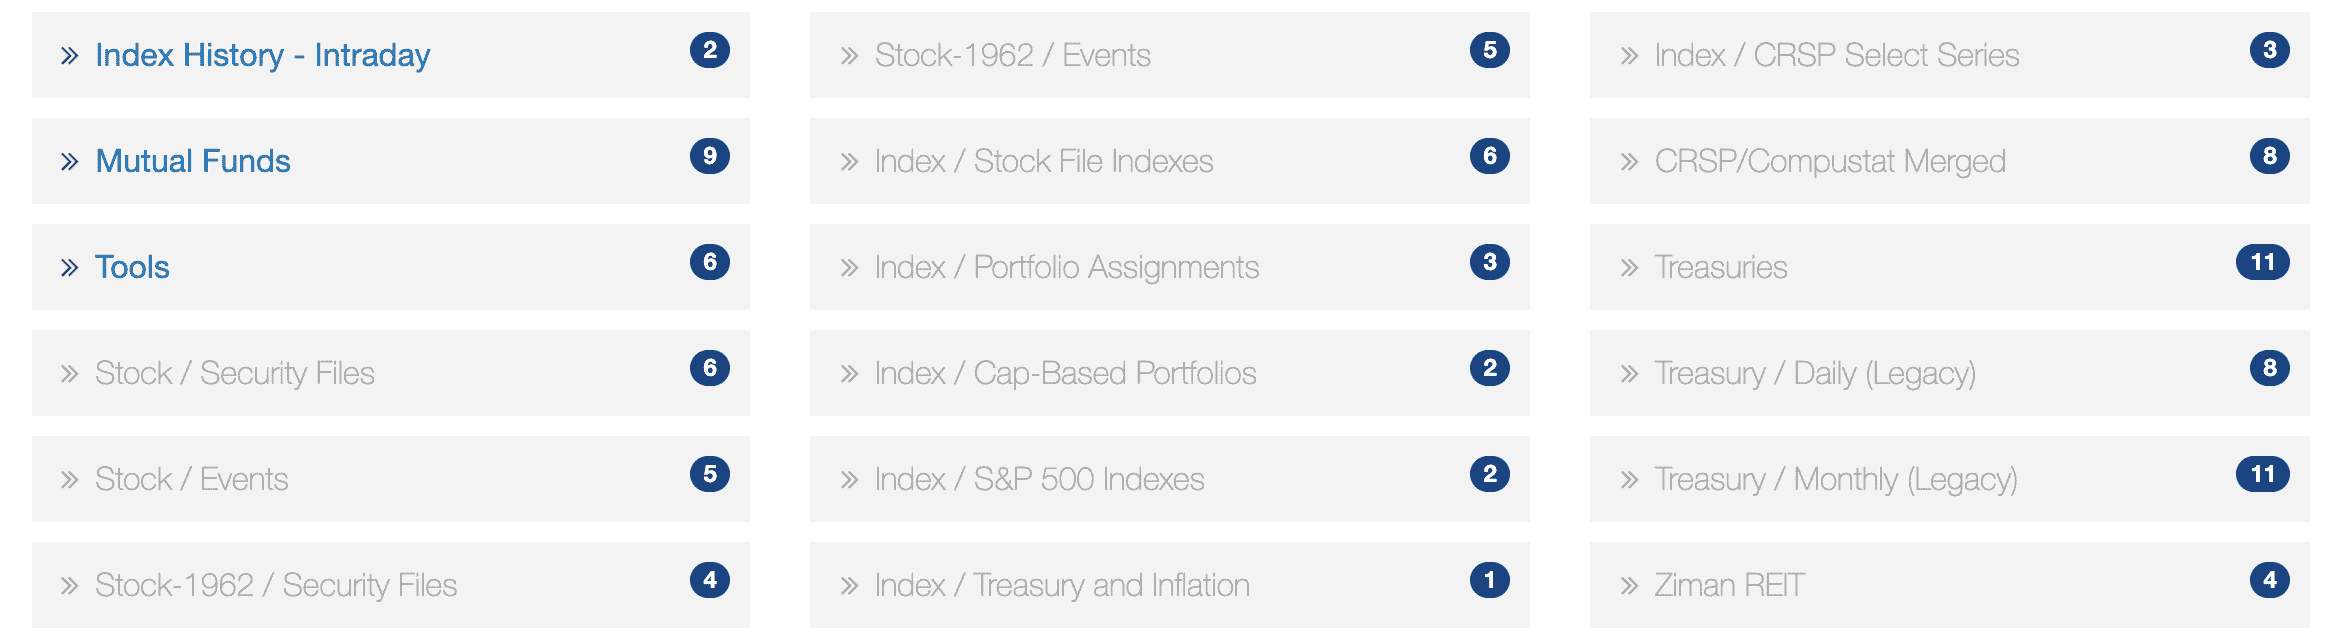 » Index History - Intraday 2
» Mutual Funds 9
» Tools 6
» Stock / Security Files 6
» Stock / Events 5
» Stock-1962 / Security Files 4
» Stock-1962 / Events 5
» Index / Stock File Indexes 6
» Index / Portfolio Assignments 3
» Index / Cap-Based Portfolios 2
» Index / S&P 500 Indexes 2
» Index / Treasury and Inflation 1
» Index / CRSP Select Series 3
» CRSP/Compustat Merged 8
» Treasuries 11
» Treasury / Daily (Legacy) 8
» Treasury / Monthly (Legacy) 11
» Ziman REIT 4